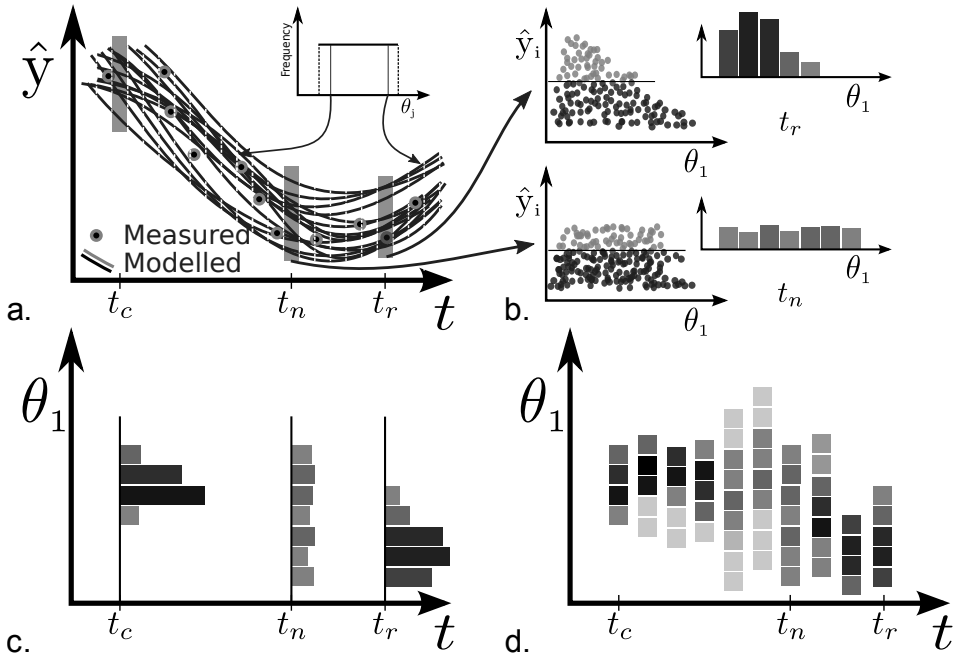 ŷ
Frequency
θj
Measured
Modelled
tc
tn
tr
t
a.
ŷi
θ1
tr
θ1
ŷi
θ1
tn
θ1
b.
θ1
tc
tn
tr
t
c.
θ1
tc
tn
tr
t
d.